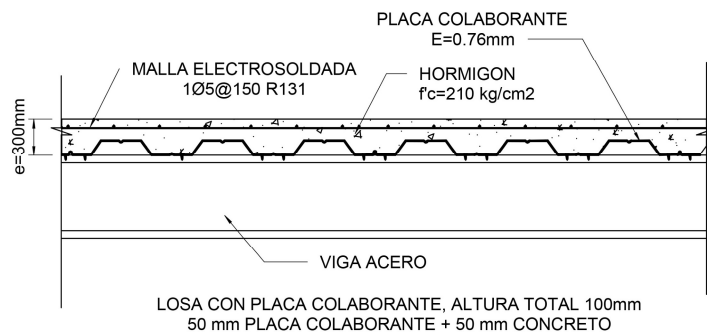 PLACA COLABORANTE
E=0.76mm
MALLA ELECTROSOLDADA
1Ø5@150 R131
HORMIGON
f'c=210 kg/cm2
e=300mm
VIGA ACERO
LOSA CON PLACA COLABORANTE, ALTURA TOTAL 100mm
50 mm PLACA COLABORANTE + 50 mm CONCRETO